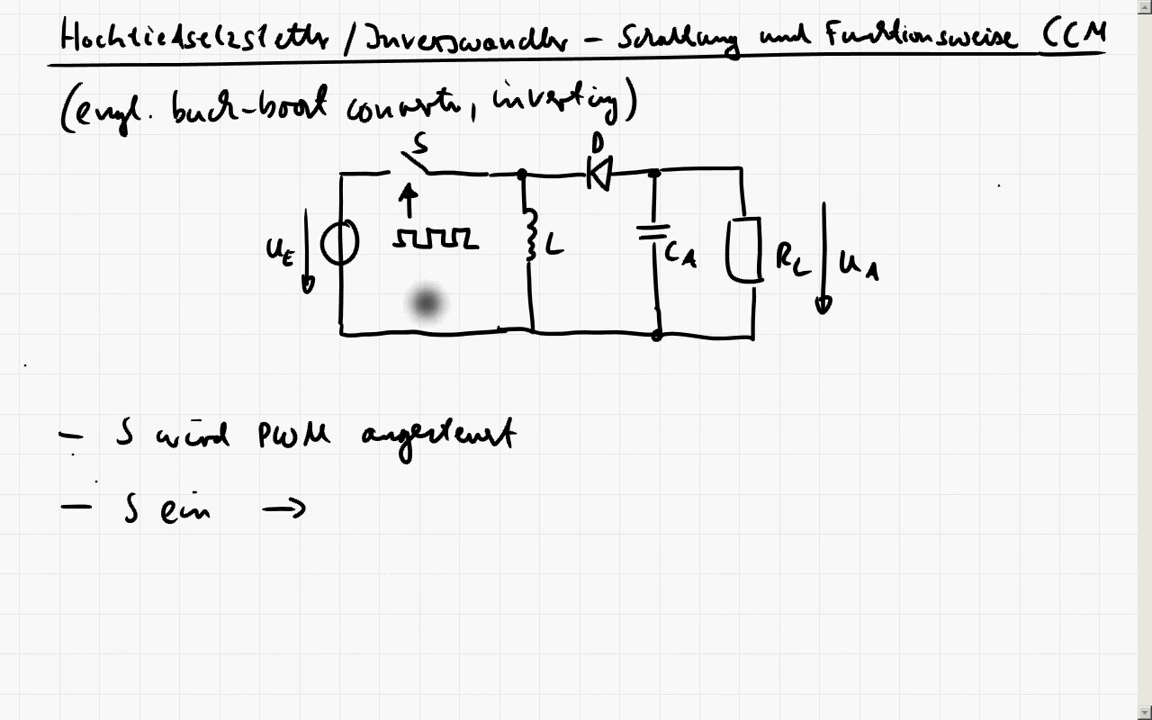 Hochtiefsetzsteller / Inverswandler – Schaltung und Funktionsweise CCM
(engl. buck-boost converter, inverting)
S
D
U_E
L
C_A
R_L
U_A
– S wird PWM angesteuert
– S ein →